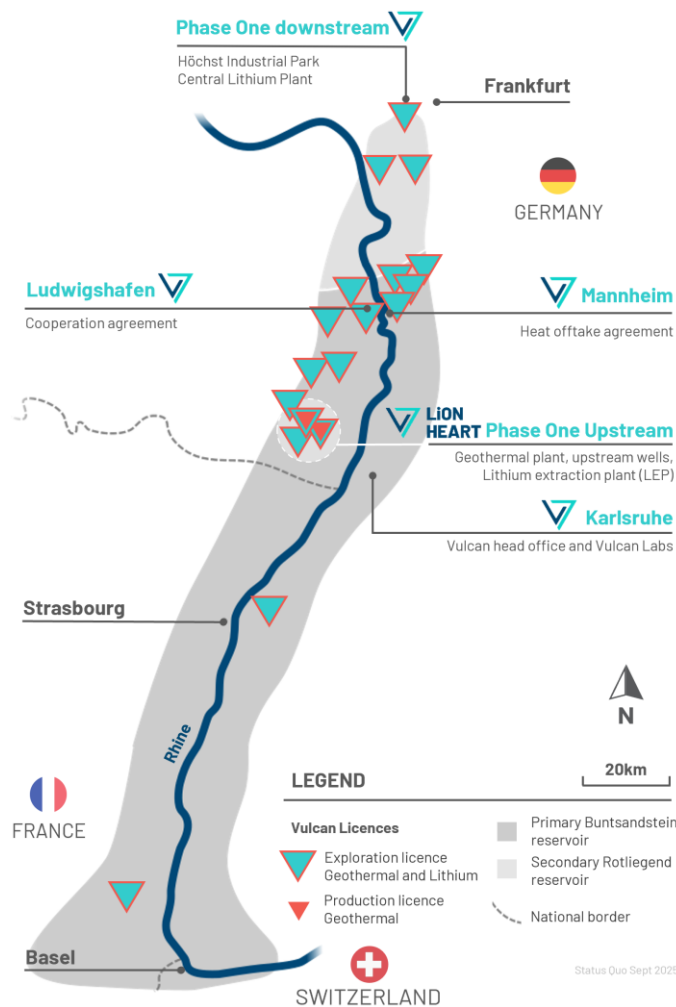 Phase One downstream
Höchst Industrial Park
Central Lithium Plant
Frankfurt
GERMANY
Ludwigshafen
Cooperation agreement
Mannheim
Heat offtake agreement
LiON
HEART Phase One Upstream
Geothermal plant, upstream wells,
Lithium extraction plant (LEP)
Karlsruhe
Vulcan head office and Vulcan Labs
Strasbourg
N
Rhine
20km
LEGEND
FRANCE
Vulcan Licences
Exploration licence
Geothermal and Lithium
Production licence
Geothermal
Primary Buntsandstein
reservoir
Secondary Rotliegend
reservoir
National border
Basel
SWITZERLAND
Status Quo Sept 2025